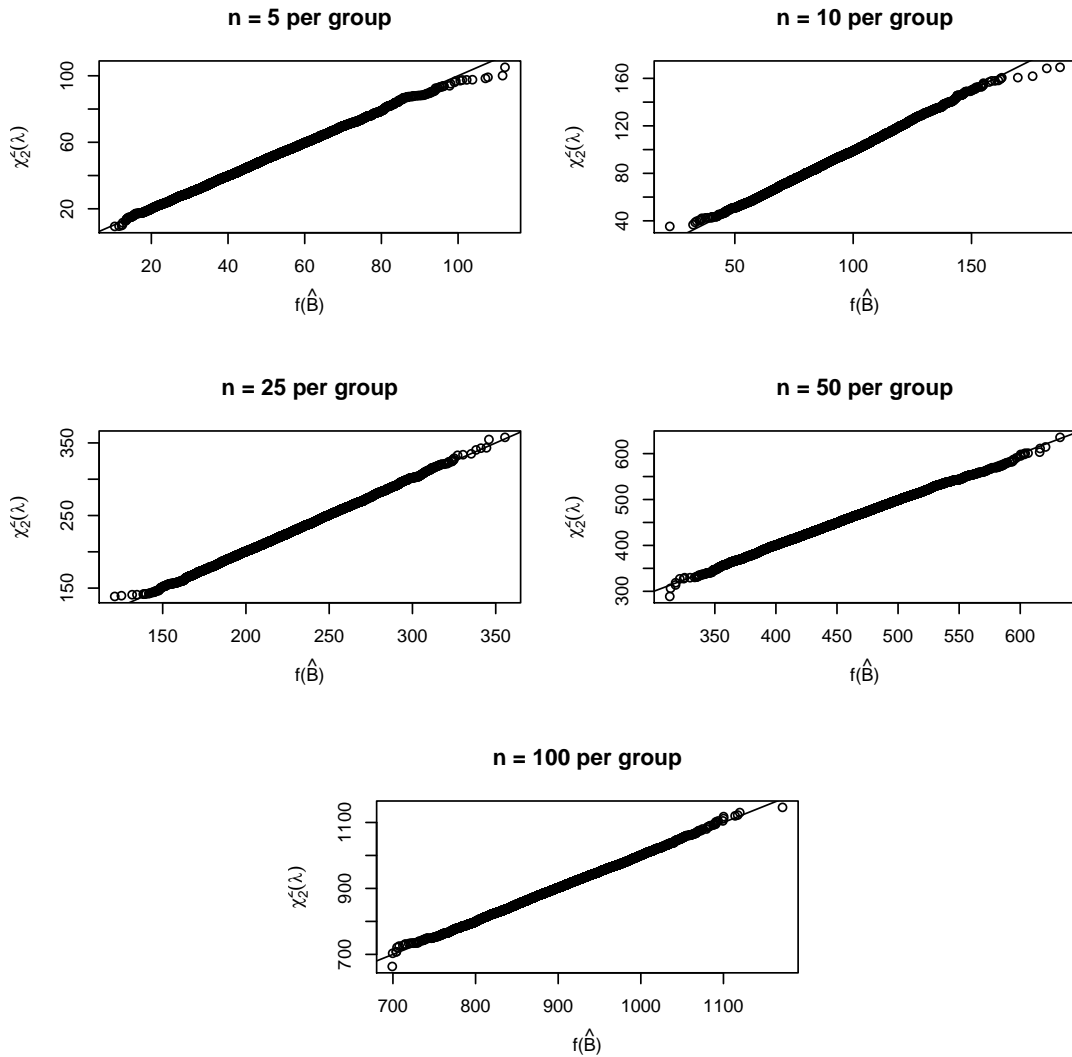 n = 5 per group
100
60
20
χ²₂(λ)
20 40 60 80 100
f(B̂)
n = 10 per group
160
120
80
40
χ²₂(λ)
50 100 150
f(B̂)
n = 25 per group
350
250
150
χ²₂(λ)
150 200 250 300 350
f(B̂)
n = 50 per group
600
500
400
300
χ²₂(λ)
350 400 450 500 550 600
f(B̂)
n = 100 per group
1100
900
700
χ²₂(λ)
700 800 900 1000 1100
f(B̂)